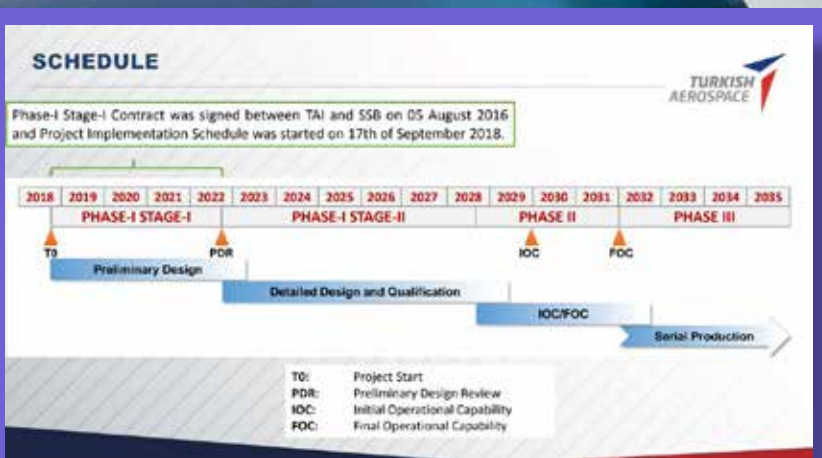 SCHEDULE
TURKISH
AEROSPACE
Phase-I Stage-I Contract was signed between TAI and SSB on 05 August 2016
and Project Implementation Schedule was started on 17th of September 2018.
2018 2019 2020 2021 2022 2023 2024 2025 2026 2027 2028 2029 2030 2031 2032 2033 2034 2035
PHASE-I STAGE-I PHASE-I STAGE-II PHASE II PHASE III
T0 PDR IOC FOC
Preliminary Design
Detailed Design and Qualification
IOC/FOC
Serial Production
T0: Project Start
PDR: Preliminary Design Review
IOC: Initial Operational Capability
FOC: Final Operational Capability